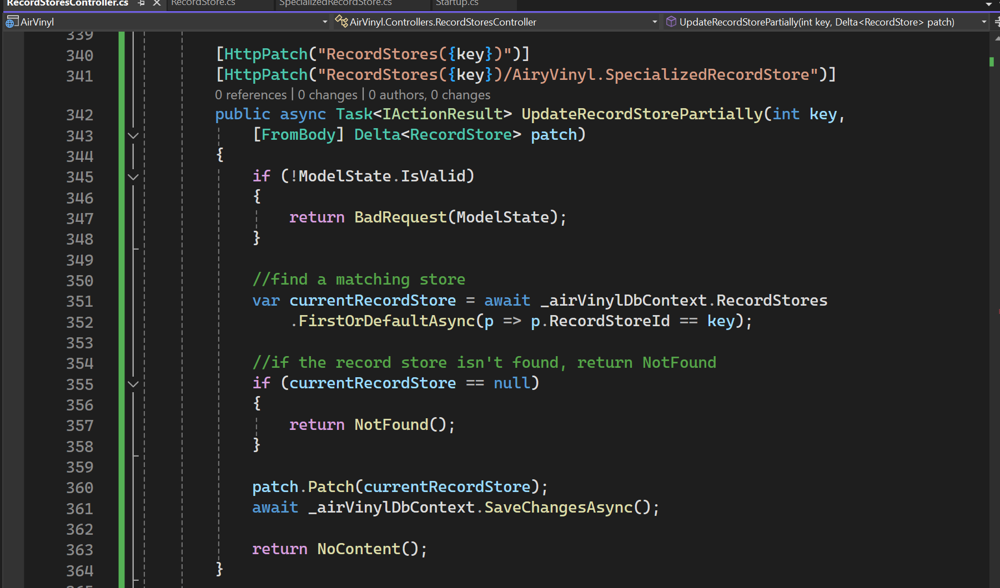 RecordStoresController.cs RecordStore.cs SpecializedRecordStore.cs Startup.cs
AirVinyl AirVinyl.Controllers.RecordStoresController UpdateRecordStorePartially(int key, Delta<RecordStore> patch)
339
340 [HttpPatch("RecordStores({key})")]
341 [HttpPatch("RecordStores({key})/AiryVinyl.SpecializedRecordStore")]
0 references | 0 changes | 0 authors, 0 changes
342 public async Task<IActionResult> UpdateRecordStorePartially(int key,
343 [FromBody] Delta<RecordStore> patch)
344 {
345 if (!ModelState.IsValid)
346 {
347 return BadRequest(ModelState);
348 }
349
350 //find a matching store
351 var currentRecordStore = await _airVinylDbContext.RecordStores
352 .FirstOrDefaultAsync(p => p.RecordStoreId == key);
353
354 //if the record store isn't found, return NotFound
355 if (currentRecordStore == null)
356 {
357 return NotFound();
358 }
359
360 patch.Patch(currentRecordStore);
361 await _airVinylDbContext.SaveChangesAsync();
362
363 return NoContent();
364 }
365